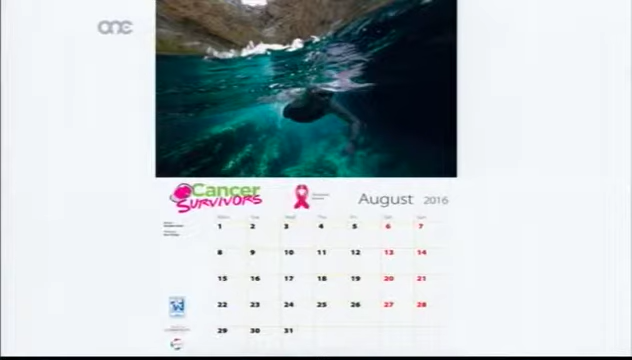 one
Cancer
SURVIVORS
August 2016
1 2 3 4 5 6 7
8 9 10 11 12 13 14
15 16 17 18 19 20 21
22 23 24 25 26 27 28
29 30 31